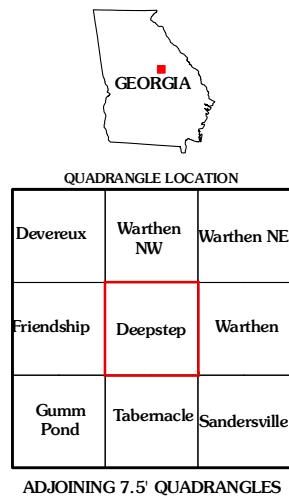 GEORGIA
QUADRANGLE LOCATION
Devereux
Warthen
NW
Warthen NE
Friendship
Deepstep
Warthen
Gumm
Pond
Tabernacle
Sandersville
ADJOINING 7.5' QUADRANGLES